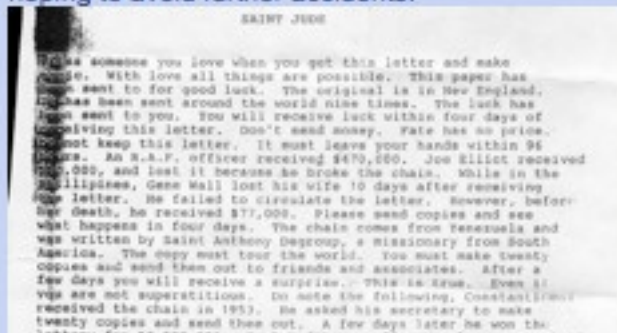 hoping to avoid further accidents.
SAINT JUDE
someone you love when you get this letter and make
With love all things are possible. This paper has
sent to for good luck. The original is in New England.
has been sent around the world nine times. The luck has
sent to you. You will receive luck within four days of
this letter. Don't send money. Fate has no price.
not keep this letter. It must leave your hands within 96
An R.A.F. officer received $470,000. Joe Elliot received
and lost it because he broke the chain. While in the
Gene Wall lost his wife 10 days after receiving
letter. He failed to circulate the letter. However, before
her death, he received $77,000. Please send copies and see
what happens in four days. The chain comes from Venezuela and
was written by Saint Anthony Degroup, a missionary from South
America. The copy must tour the world. You must make twenty
copies and send them out to friends and associates. After a
few days you will receive a surprise. This is true. Even if
you are not superstitious. Do note the following, Constantine
received the chain in 1953. He asked his secretary to make
twenty copies and send them out. A few days later he won the